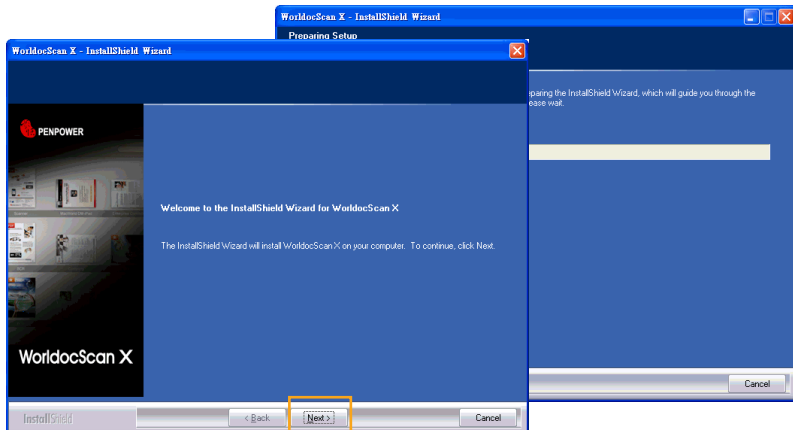 WorldocScan X - InstallShield Wizard
Preparing Setup
eparing the InstallShield Wizard, which will guide you through the
ease wait.
Cancel
WorldocScan X - InstallShield Wizard
PENPOWER
Welcome to the InstallShield Wizard for WorldocScan X
The InstallShield Wizard will install WorldocScan X on your computer. To continue, click Next.
WorldocScan X
InstallShield
< Back
Next >
Cancel